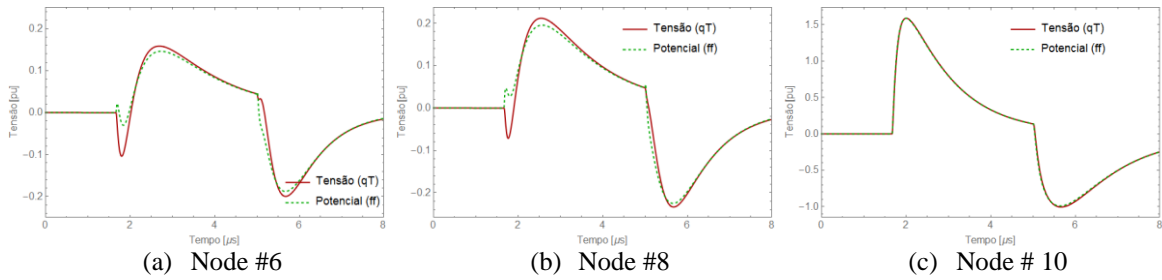 0.2
0.1
0.0
−0.1
−0.2
Tensão [pu]
Tensão (qT)
Potencial (ff)
0
2
4
6
8
Tempo [μs]
(a) Node #6
0.2
0.1
0.0
−0.1
−0.2
Tensão [pu]
Tensão (qT)
Potencial (ff)
0
2
4
6
8
Tempo [μs]
(b) Node #8
1.5
1.0
0.5
0.0
−0.5
−1.0
Tensão [pu]
Tensão (qT)
Potencial (ff)
0
2
4
6
8
Tempo [μs]
(c) Node # 10